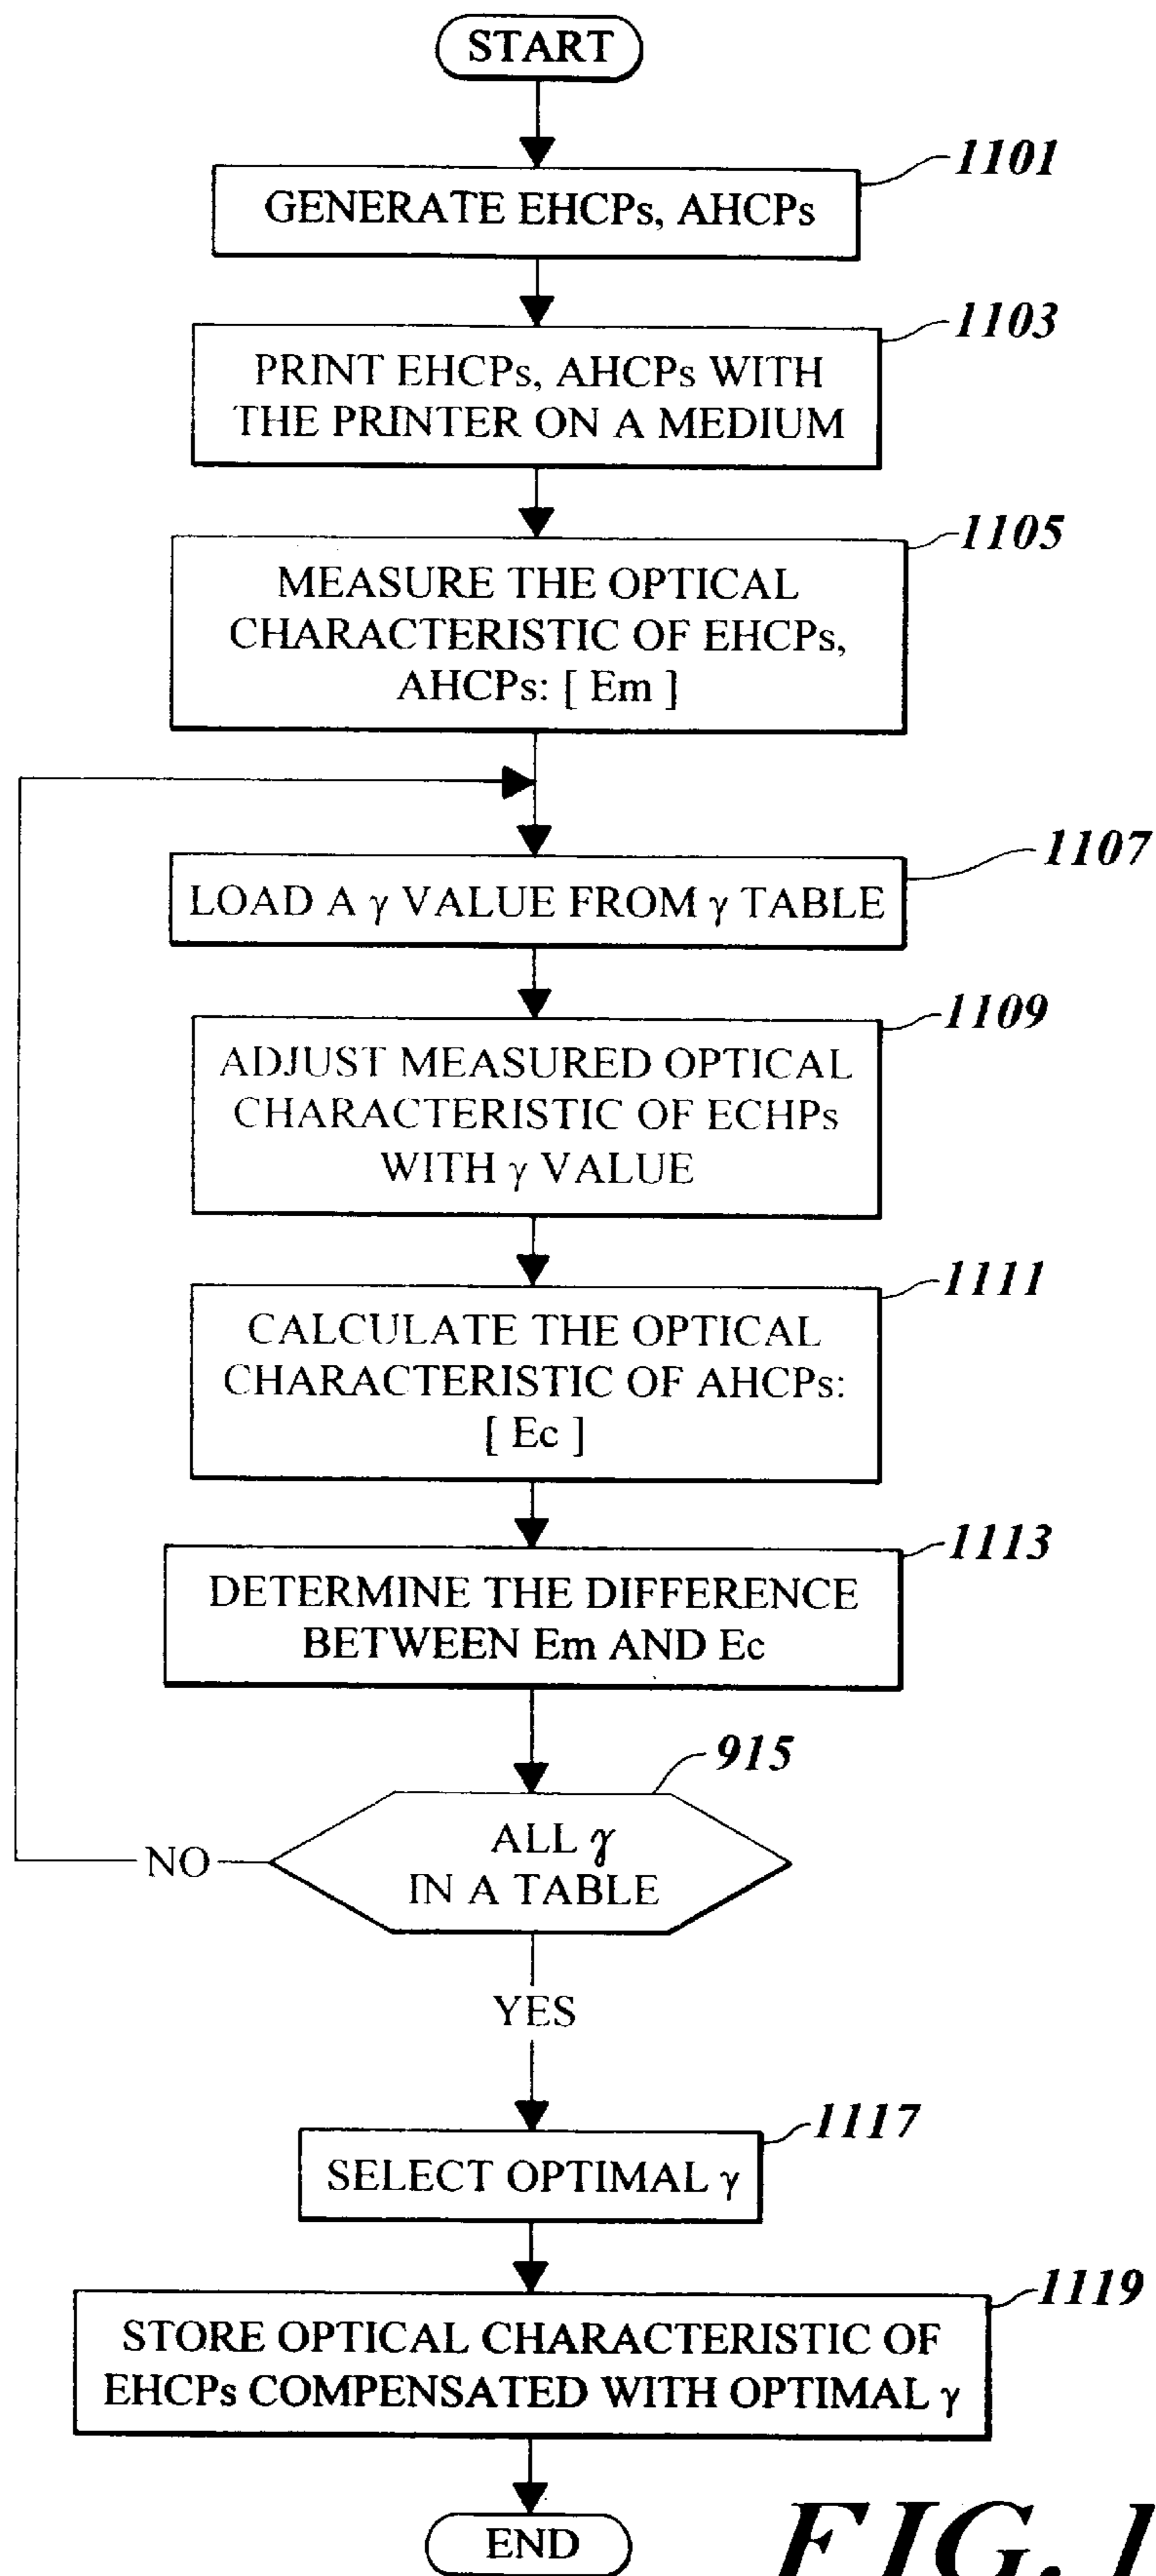 START
1101
GENERATE EHCPs, AHCPs
1103
PRINT EHCPs, AHCPs WITH
THE PRINTER ON A MEDIUM
1105
MEASURE THE OPTICAL
CHARACTERISTIC OF EHCPs,
AHCPs: [ Em ]
1107
LOAD A γ VALUE FROM γ TABLE
1109
ADJUST MEASURED OPTICAL
CHARACTERISTIC OF ECHPs
WITH γ VALUE
1111
CALCULATE THE OPTICAL
CHARACTERISTIC OF AHCPs:
[ Ec ]
1113
DETERMINE THE DIFFERENCE
BETWEEN Em AND Ec
915
ALL γ
IN A TABLE
NO
YES
1117
SELECT OPTIMAL γ
1119
STORE OPTICAL CHARACTERISTIC OF
EHCPs COMPENSATED WITH OPTIMAL γ
END
FIG. 1